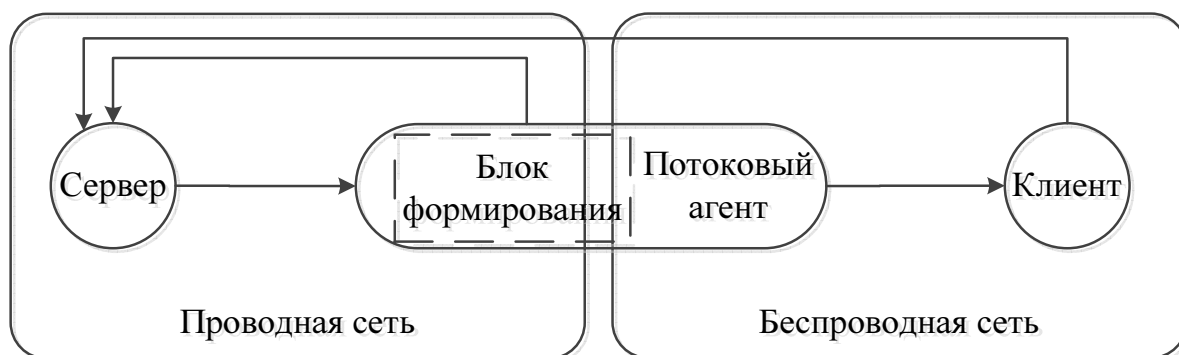 Сервер
Блок
формирования
Потоковый
агент
Клиент
Проводная сеть
Беспроводная сеть